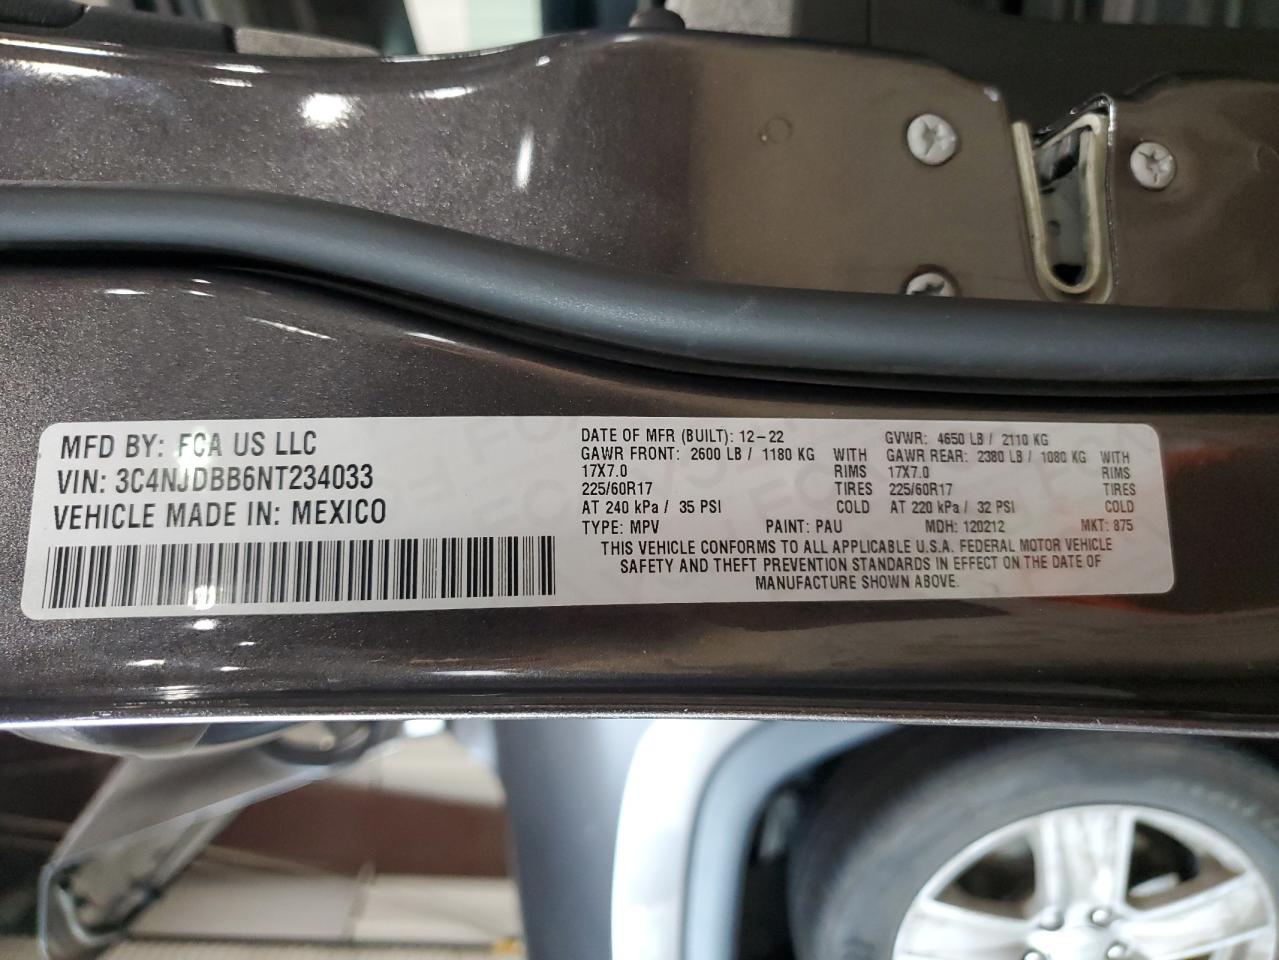 MFD BY: FCA US LLC
VIN: 3C4NJDBB6NT234033
VEHICLE MADE IN: MEXICO
DATE OF MFR (BUILT): 12-22 GVWR: 4650 LB / 2110 KG
GAWR FRONT: 2600 LB / 1180 KG WITH GAWR REAR: 2380 LB / 1080 KG WITH
17X7.0 RIMS 17X7.0 RIMS
225/60R17 TIRES 225/60R17 TIRES
AT 240 kPa / 35 PSI COLD AT 220 kPa / 32 PSI COLD
TYPE: MPV PAINT: PAU MDH: 120212 MKT: 875
THIS VEHICLE CONFORMS TO ALL APPLICABLE U.S.A. FEDERAL MOTOR VEHICLE
SAFETY AND THEFT PREVENTION STANDARDS IN EFFECT ON THE DATE OF
MANUFACTURE SHOWN ABOVE.